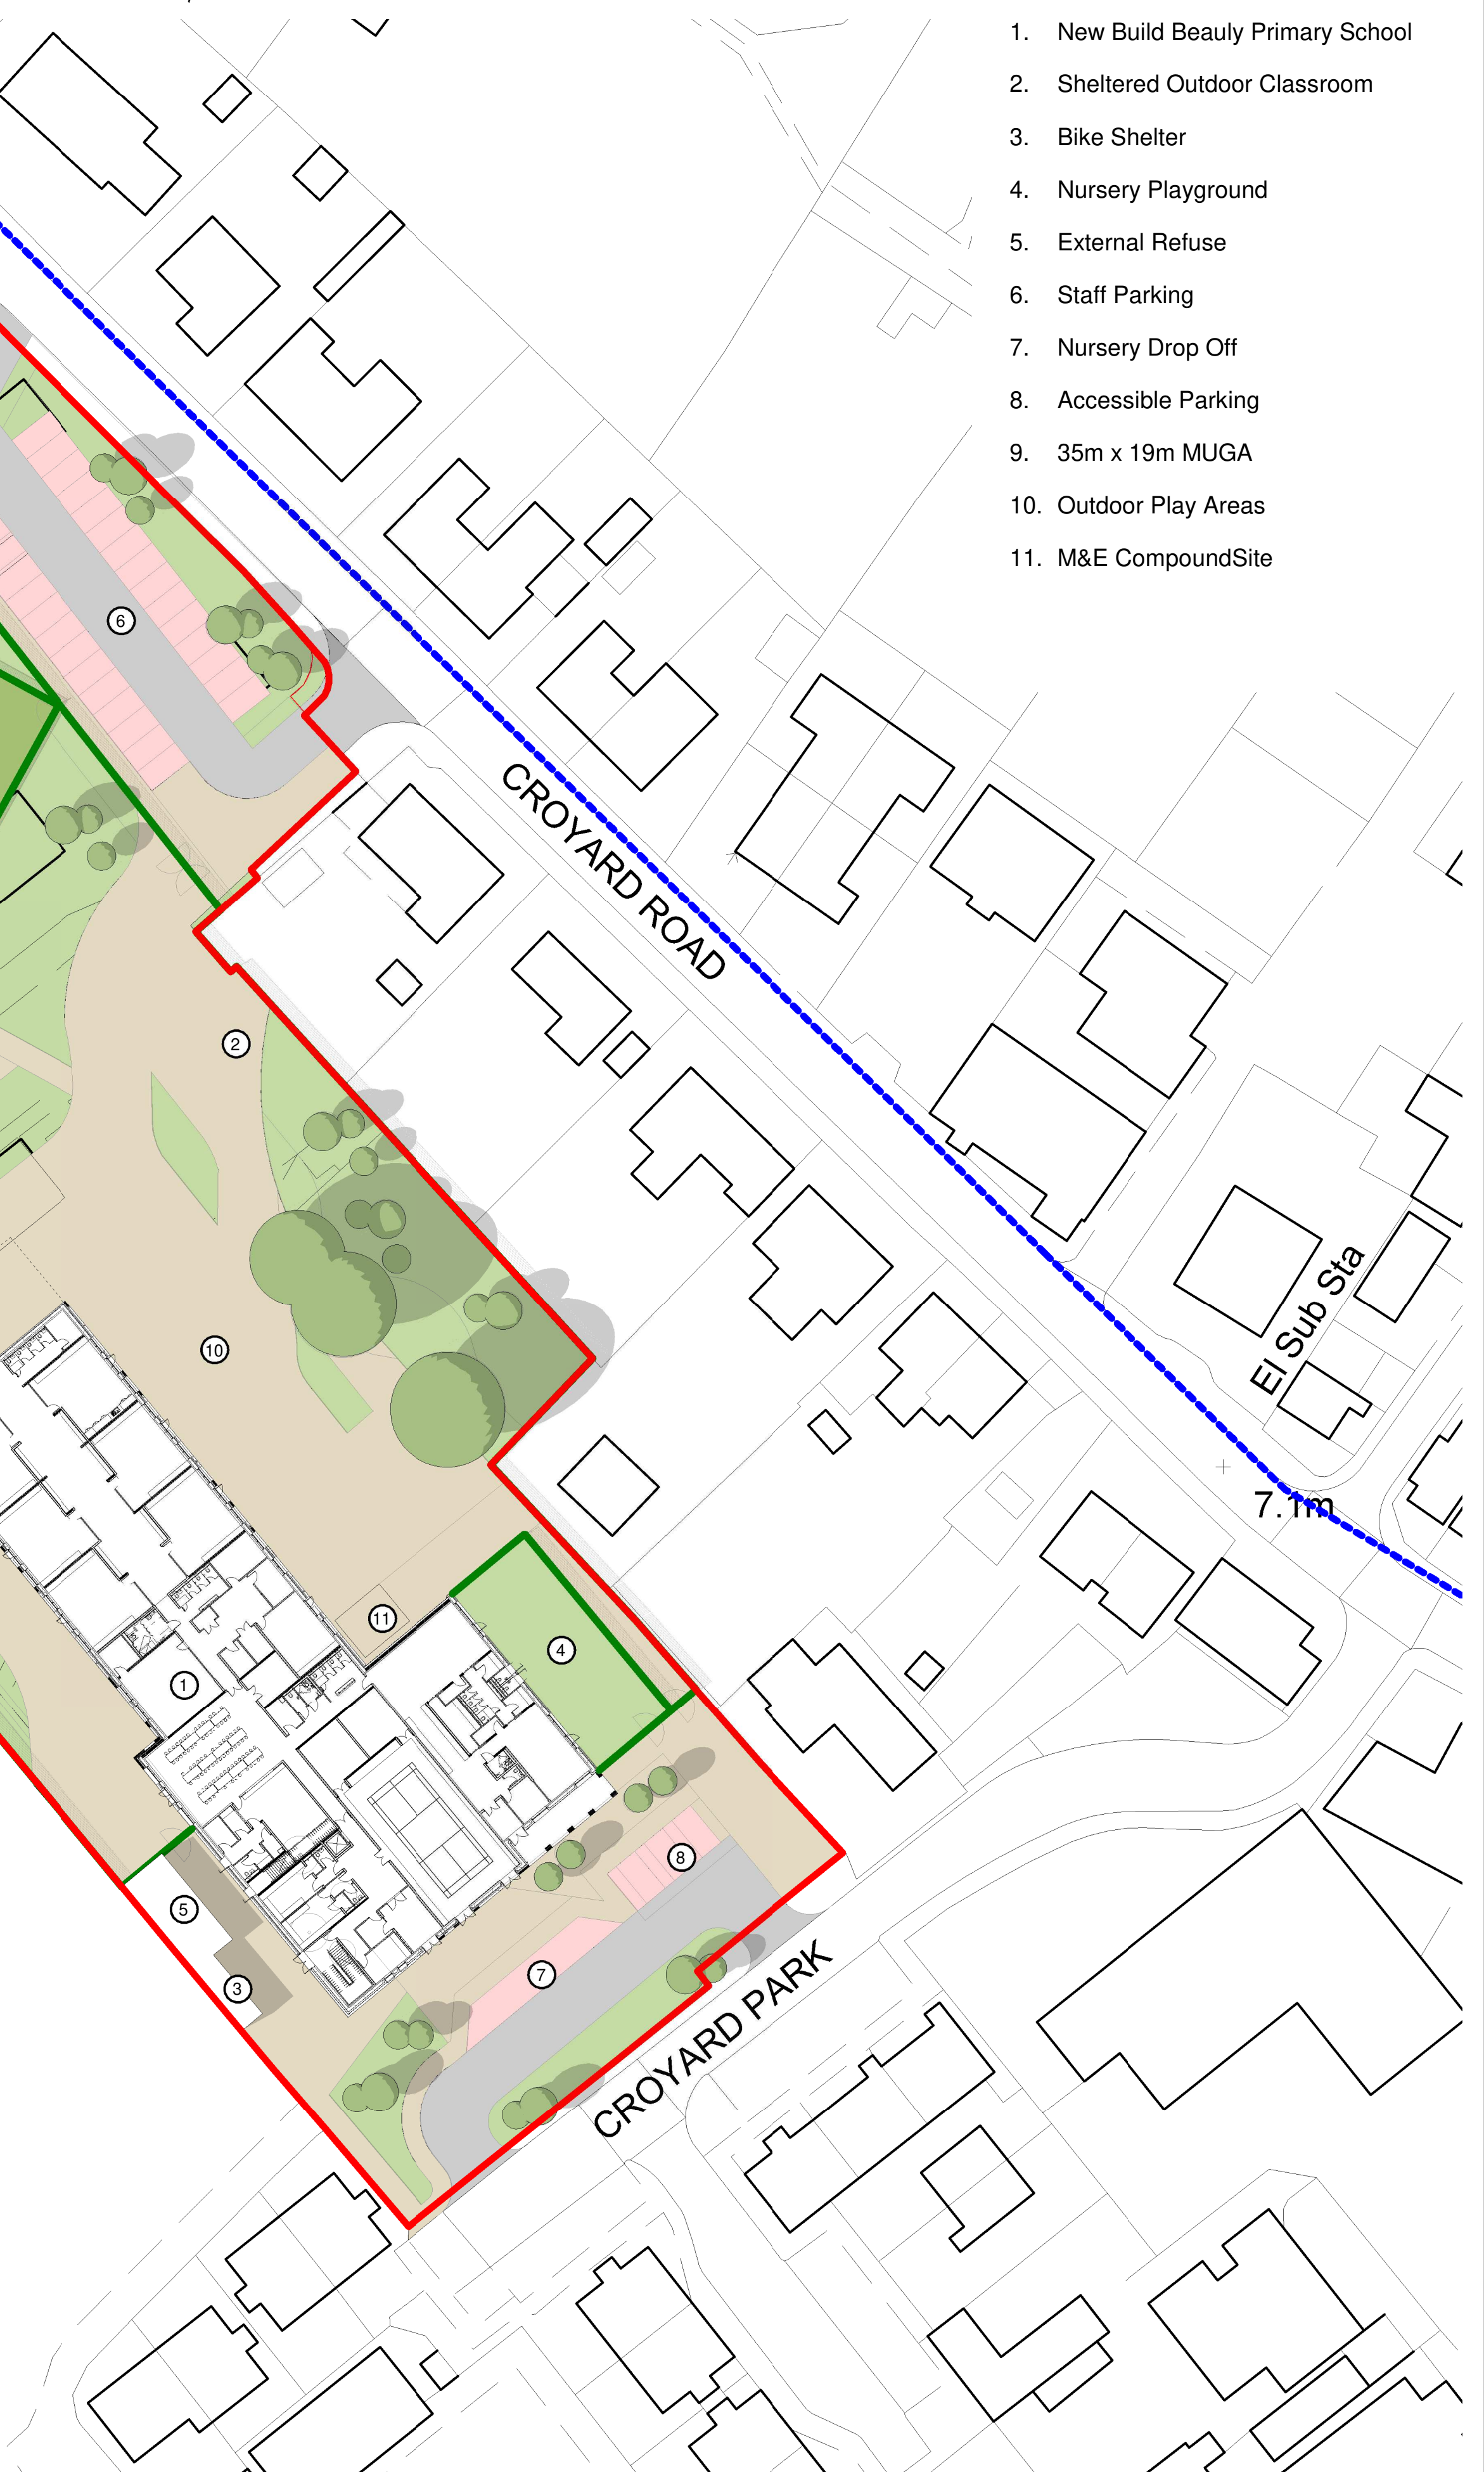 1. New Build Beauly Primary School
2. Sheltered Outdoor Classroom
3. Bike Shelter
4. Nursery Playground
5. External Refuse
6. Staff Parking
7. Nursery Drop Off
8. Accessible Parking
9. 35m x 19m MUGA
10. Outdoor Play Areas
11. M&E CompoundSite
6
CROYARD ROAD
2
El Sub Sta
10
7.1m
11
4
1
8
5
7
3
CROYARD PARK